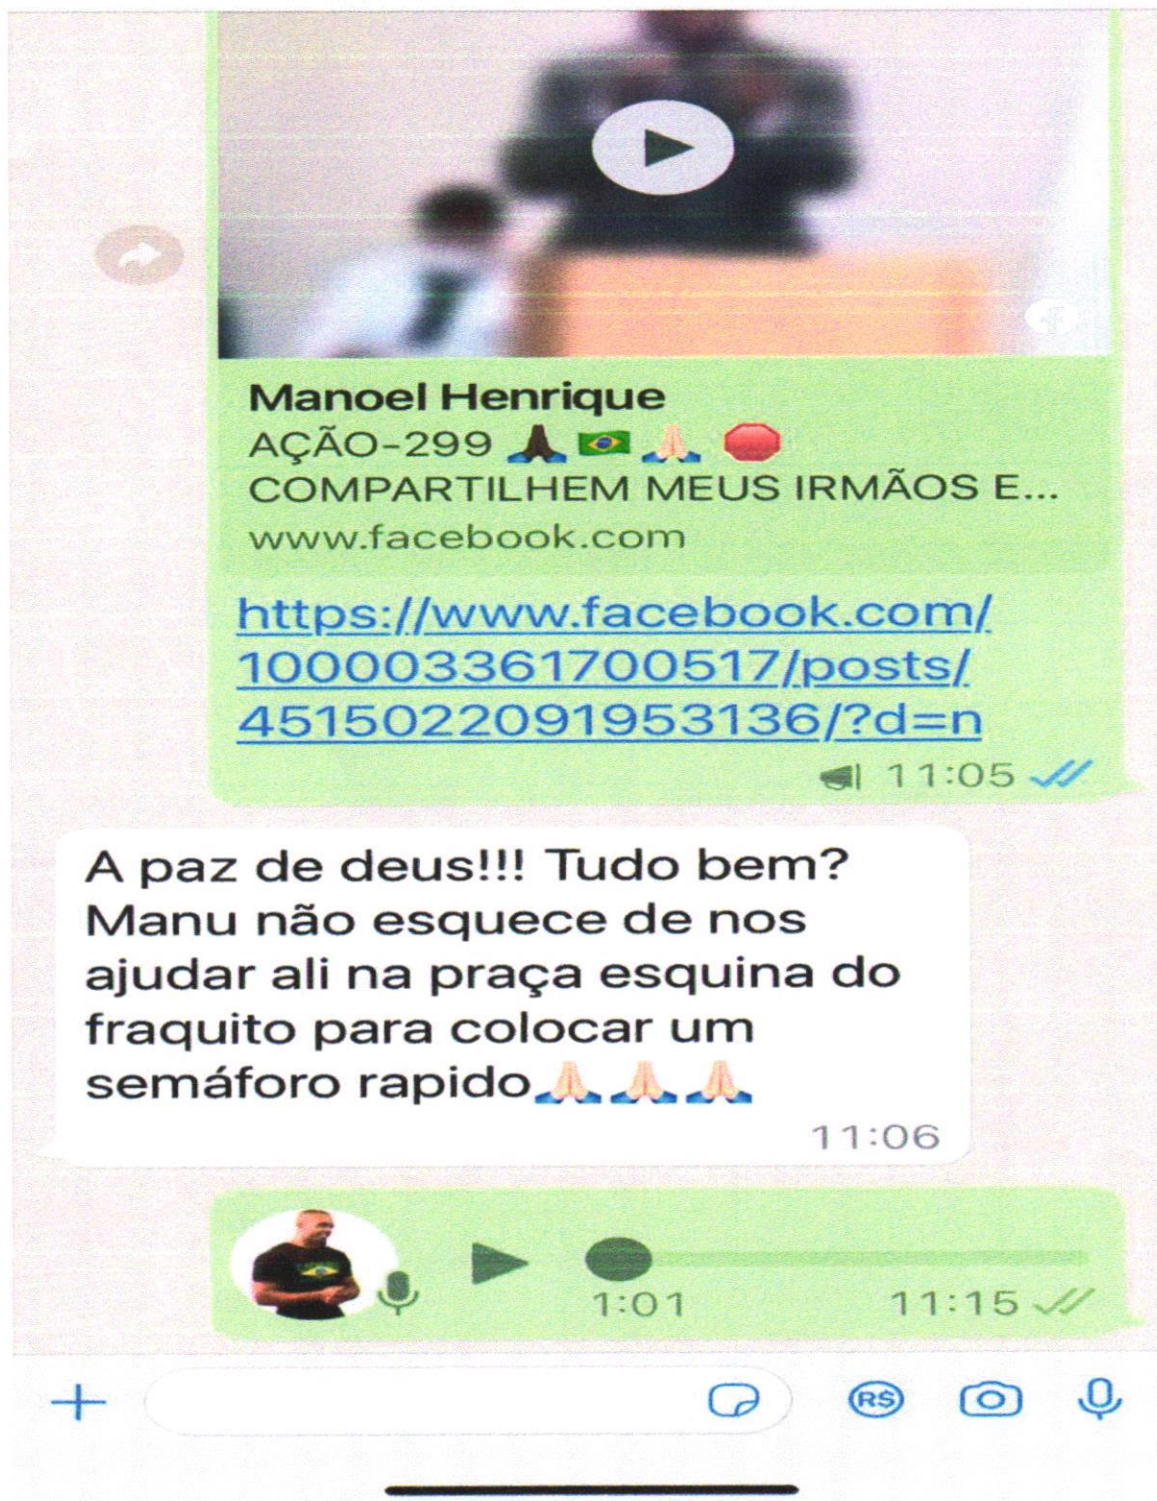 Manoel Henrique
AÇÃO-299 🙏🏿 🇧🇷 🙏🏻 🛑
COMPARTILHEM MEUS IRMÃOS E...
www.facebook.com
https://www.facebook.com/
100003361700517/posts/
4515022091953136/?d=n
11:05
A paz de deus!!! Tudo bem?
Manu não esquece de nos
ajudar ali na praça esquina do
fraquito para colocar um
semáforo rapido🙏🏻🙏🏻🙏🏻
11:06
1:01 11:15
R$